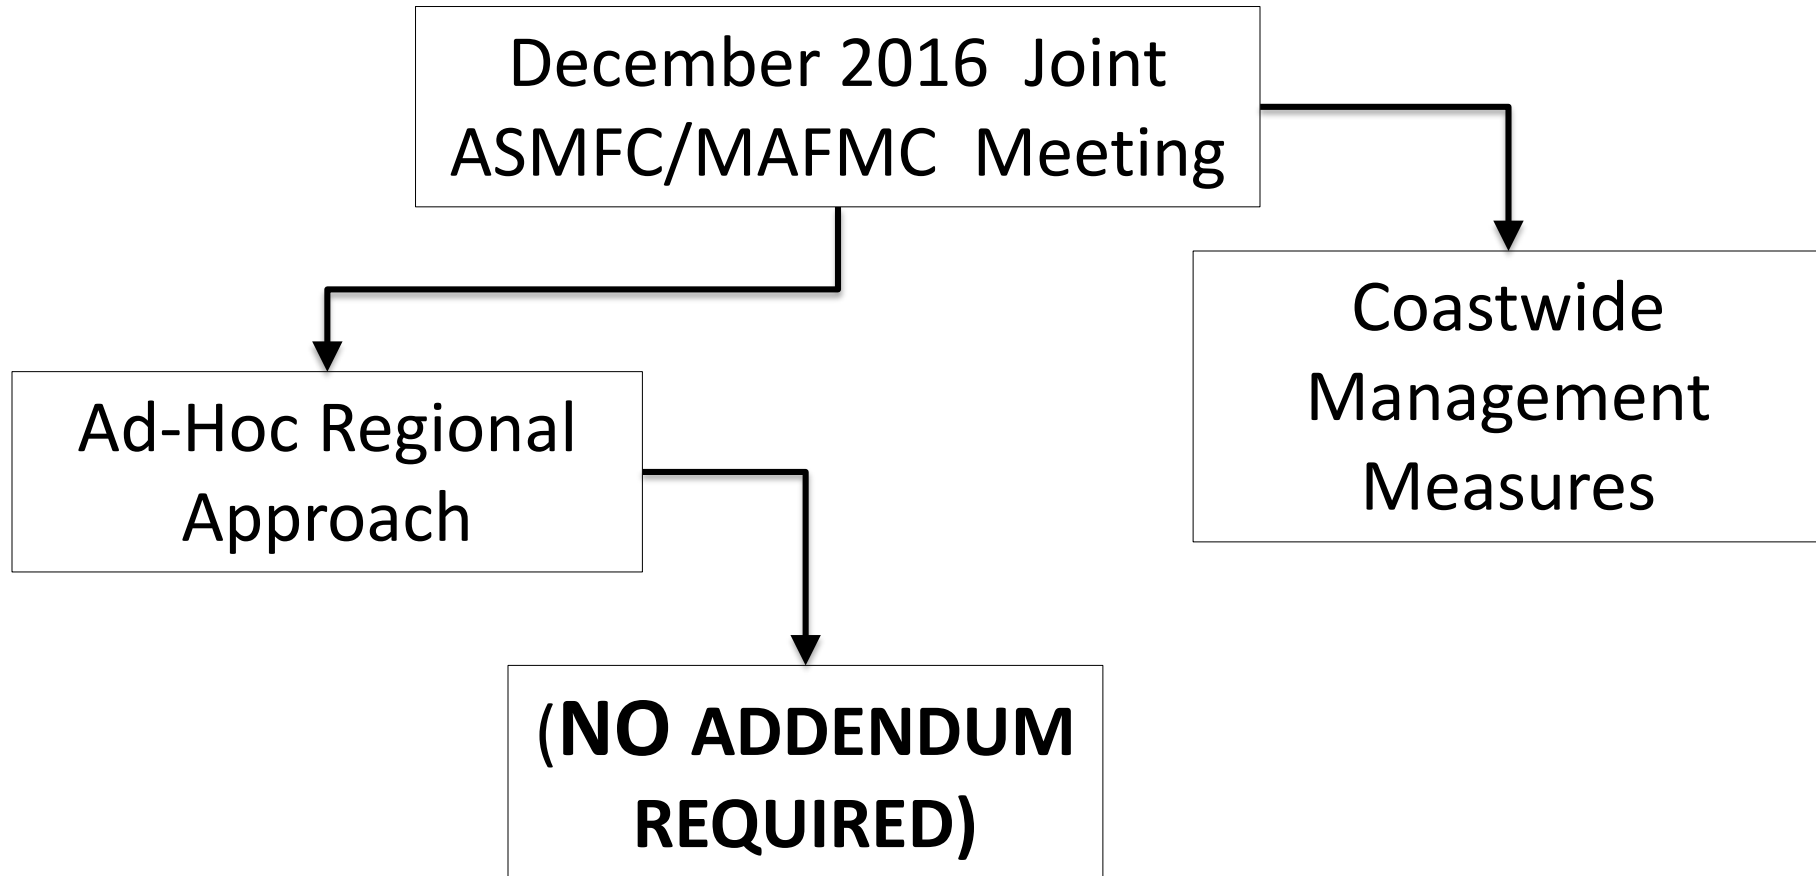 December 2016 Joint
ASMFC/MAFMC Meeting
Coastwide
Management
Measures
Ad-Hoc Regional
Approach
(NO ADDENDUM
REQUIRED)